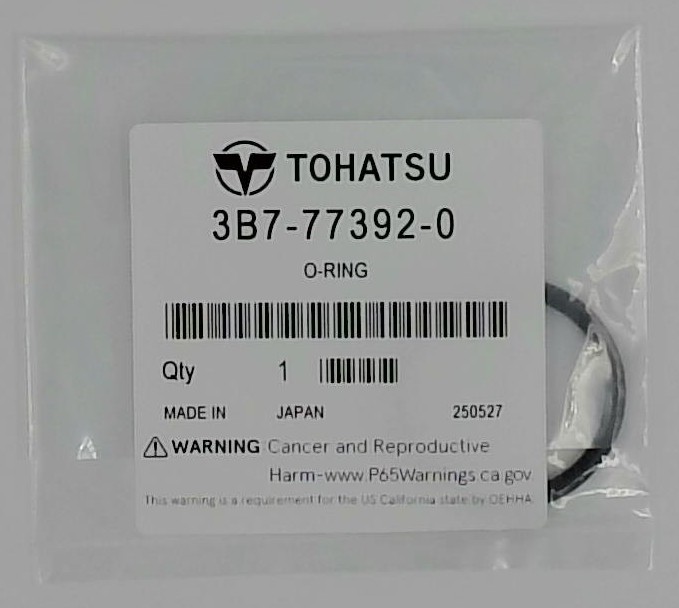 TOHATSU
3B7-77392-0
O-RING
Qty 1
MADE IN JAPAN 250527
WARNING Cancer and Reproductive
Harm-www.P65Warnings.ca.gov
This warning is a requirement for the US California state by OEHHA.